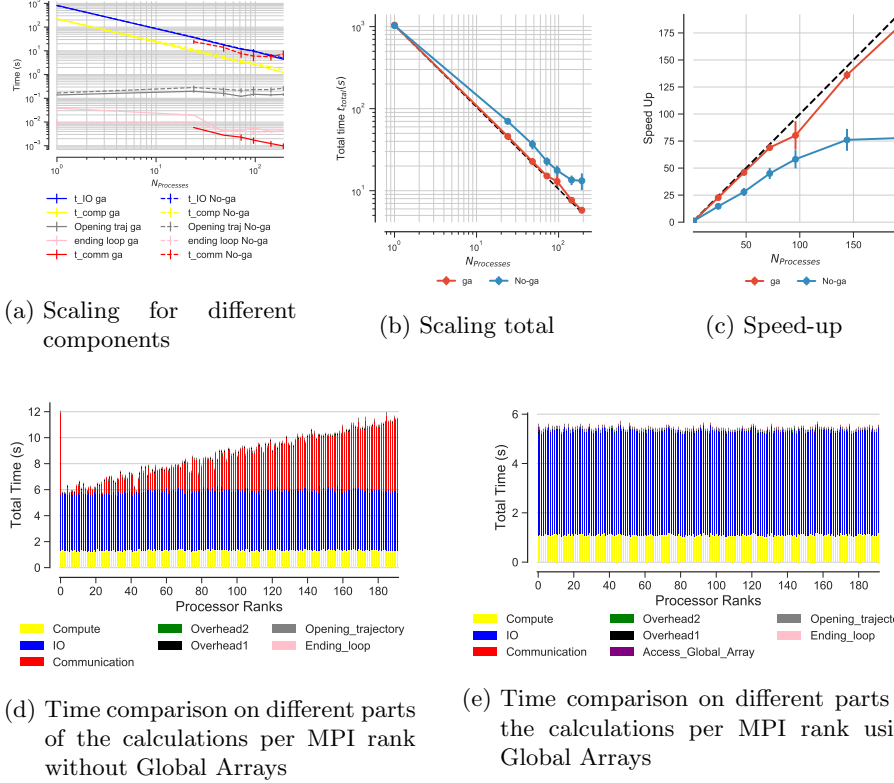 10³
10²
10¹
10⁰
10⁻¹
10⁻²
10⁻³
Time (s)
10⁰
10¹
10²
N_Processes
t_IO ga
t_comp ga
Opening traj ga
ending loop ga
t_comm ga
t_IO No-ga
t_comp No-ga
Opening traj No-ga
ending loop No-ga
t_comm No-ga
(a) Scaling for different
components
10³
10²
10¹
Total time t_total(s)
10⁰
10¹
10²
N_Processes
ga
No-ga
(b) Scaling total
175
150
125
100
75
50
25
0
Speed Up
50
100
150
N_Processes
ga
No-ga
(c) Speed-up
12
10
8
6
4
2
0
Total Time (s)
0 20 40 60 80 100 120 140 160 180
Processor Ranks
Compute
IO
Communication
Overhead2
Overhead1
Opening_trajectory
Ending_loop
(d) Time comparison on different parts
of the calculations per MPI rank
without Global Arrays
6
4
2
0
Total Time (s)
0 20 40 60 80 100 120 140 160 180
Processor Ranks
Compute
IO
Communication
Overhead2
Overhead1
Access_Global_Array
Opening_trajecto
Ending_loop
(e) Time comparison on different parts
the calculations per MPI rank usi
Global Arrays